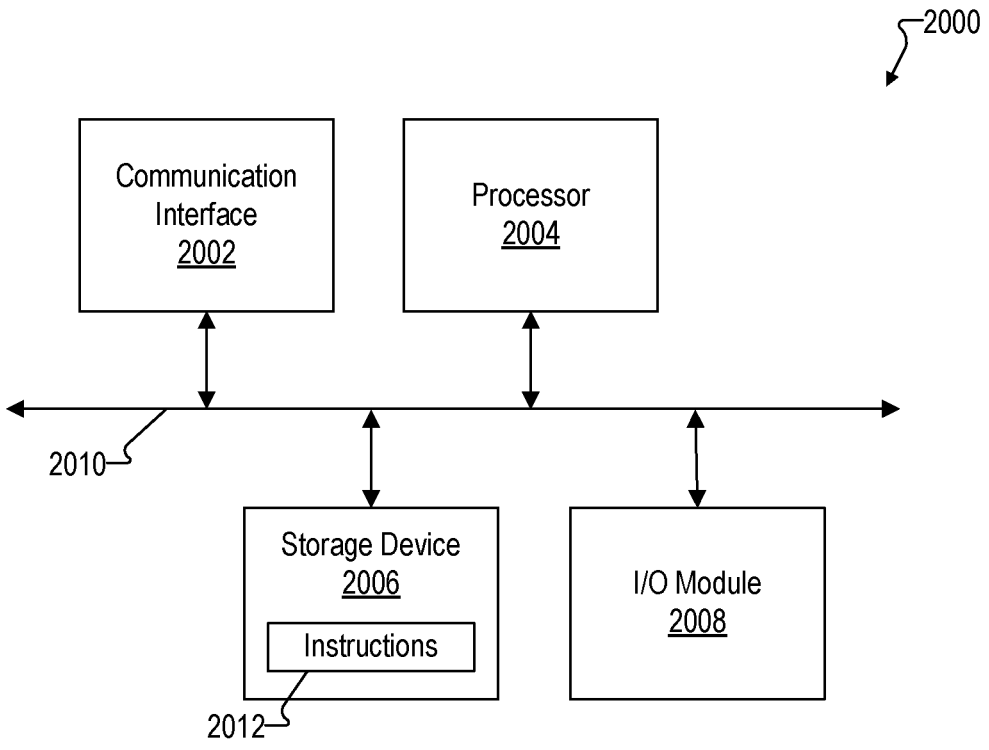 2000
Communication
Interface
2002
Processor
2004
2010
Storage Device
2006
Instructions
2012
I/O Module
2008